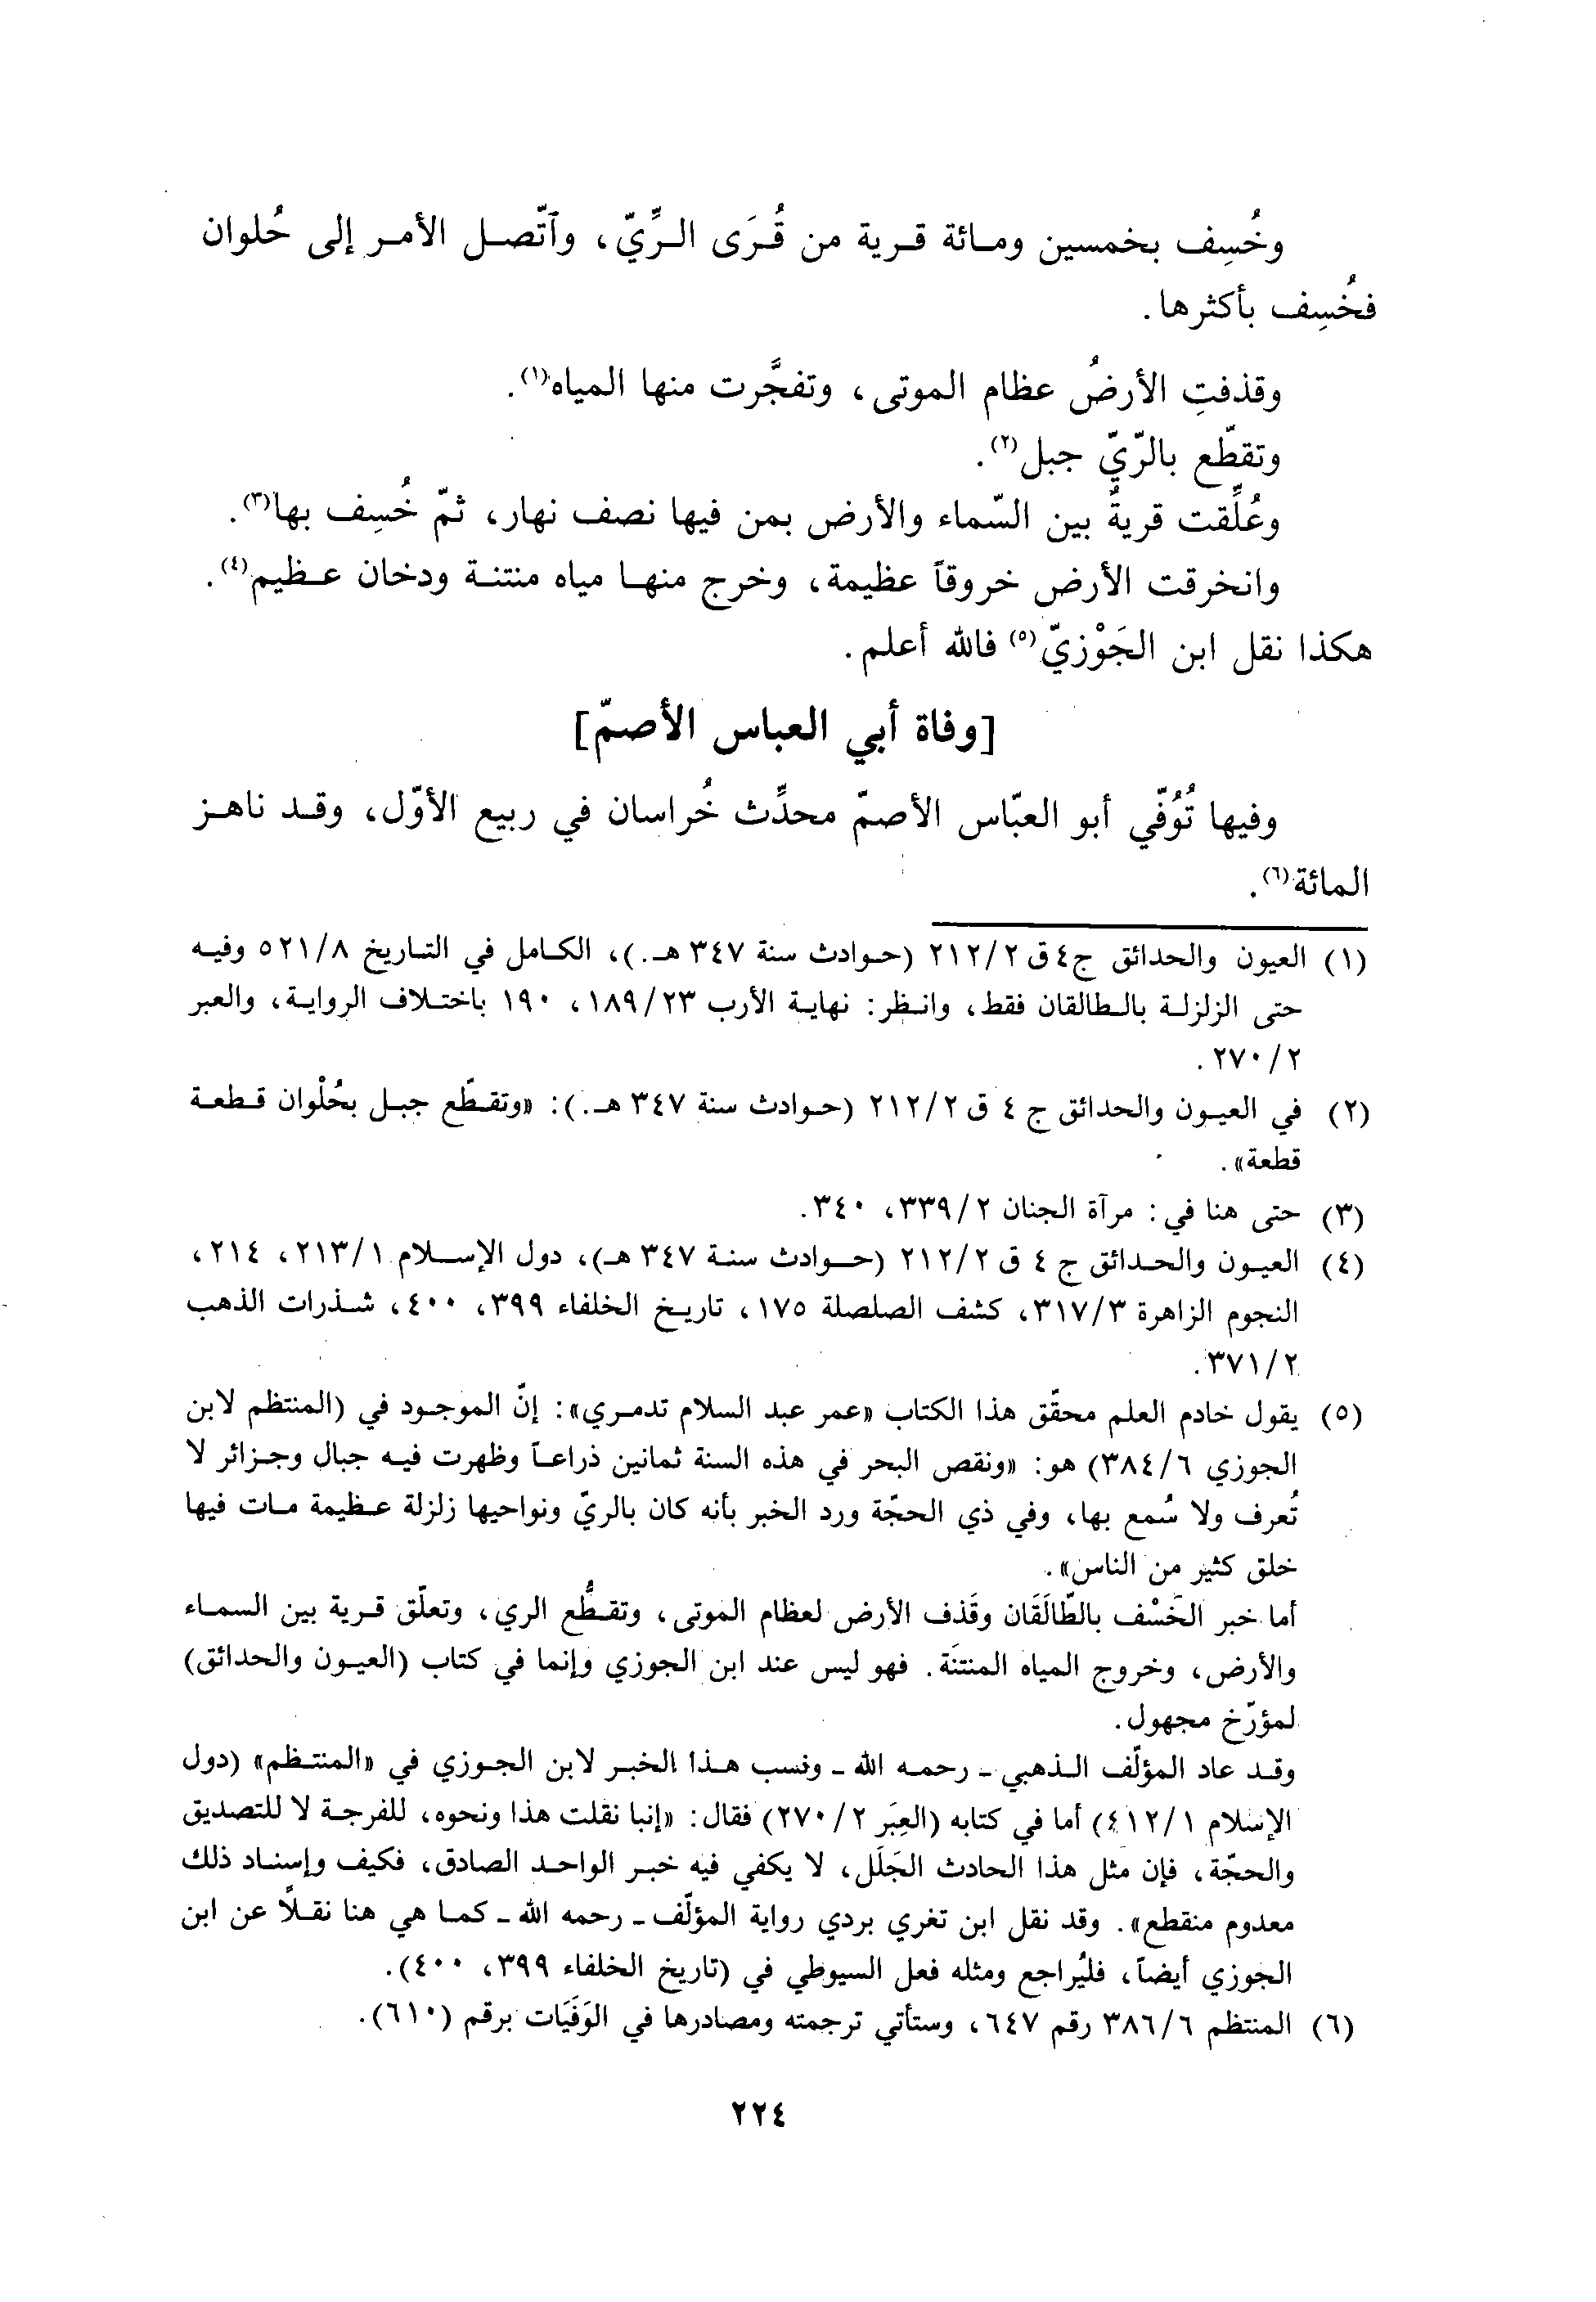 وخُسِف بخمسين ومائة قرية من قُرَى الرِّيّ، وآتّصل الأمر إلى حُلوان
فخُسِف بأكثرها.
وقذفتِ الأرضُ عظام الموتى، وتفجَّرت منها المياه(١).
وتقطّع بالرّيّ جبل(٢).
وعُلِّقت قريةٌ بين السّماء والأرض بمن فيها نصف نهار، ثمّ خُسِف بها(٣).
وانخرقت الأرض خروقاً عظيمة، وخرج منها مياه منتنة ودخان عظيم(٤).
هكذا نقل ابن الجَوْزيّ(٥) فالله أعلم.
[وفاة أبي العباس الأصمّ]
وفيها تُوُفّي أبو العبّاس الأصمّ محدِّث خُراسان في ربيع الأوّل، وقد ناهز
المائة(٦).
(١) العيون والحدائق ج٤ ق ٢١٢/٢ (حوادث سنة ٣٤٧ هـ.)، الكامل في التاريخ ٥٢١/٨ وفيه
حتى الزلزلة بالطالقان فقط، وانظر: نهاية الأرب ١٨٩/٢٣، ١٩٠ باختلاف الرواية، والعبر
٢٧٠/٢.
(٢) في العيون والحدائق ج ٤ ق ٢١٢/٢ (حوادث سنة ٣٤٧ هـ.): «وتقطّع جبل بحُلْوان قطعة
قطعة».
(٣) حتى هنا في: مرآة الجنان ٣٣٩/٢، ٣٤٠.
(٤) العيون والحدائق ج ٤ ق ٢١٢/٢ (حوادث سنة ٣٤٧ هـ)، دول الإسلام ٢١٣/١، ٢١٤،
النجوم الزاهرة ٣١٧/٣، كشف الصلصلة ١٧٥، تاريخ الخلفاء ٣٩٩، ٤٠٠، شذرات الذهب
٣٧١/٢.
(٥) يقول خادم العلم محقّق هذا الكتاب «عمر عبد السلام تدمري»: إنّ الموجود في (المنتظم لابن
الجوزي ٣٨٤/٦) هو: «ونقص البحر في هذه السنة ثمانين ذراعاً وظهرت فيه جبال وجزائر لا
تُعرف ولا سُمع بها، وفي ذي الحجّة ورد الخبر بأنه كان بالريّ ونواحيها زلزلة عظيمة مات فيها
خلق كثير من الناس».
أما خبر الخَسْف بالطّالَقَان وقَذف الأرض لعظام الموتى، وتقطُّع الري، وتعلّق قرية بين السماء
والأرض، وخروج المياه المنتنَة. فهو ليس عند ابن الجوزي وإنما في كتاب (العيون والحدائق)
لمؤرّخ مجهول.
وقد عاد المؤلّف الذهبي ـ رحمه الله ـ ونسب هذا الخبر لابن الجوزي في «المنتظم» (دول
الإسلام ٤١٢/١) أما في كتابه (العِبَر ٢٧٠/٢) فقال: «إنبا نقلت هذا ونحوه، للفرجة لا للتصديق
والحجّة، فإن مثل هذا الحادث الجَلَل، لا يكفي فيه خبر الواحد الصادق، فكيف وإسناد ذلك
معدوم منقطع». وقد نقل ابن تغري بردي رواية المؤلّف ـ رحمه الله ـ كما هي هنا نقلاً عن ابن
الجوزي أيضاً، فليُراجع ومثله فعل السيوطي في (تاريخ الخلفاء ٣٩٩، ٤٠٠).
(٦) المنتظم ٣٨٦/٦ رقم ٦٤٧، وستأتي ترجمته ومصادرها في الوَفَيَات برقم (٦١٠).
٢٢٤